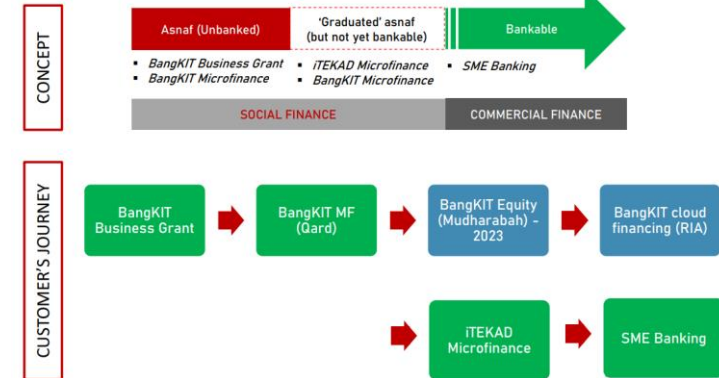 CONCEPT
Asnaf (Unbanked)
'Graduated' asnaf
(but not yet bankable)
Bankable
▪ BangKIT Business Grant
▪ BangKIT Microfinance
▪ iTEKAD Microfinance
▪ BangKIT Microfinance
▪ SME Banking
SOCIAL FINANCE
COMMERCIAL FINANCE
CUSTOMER'S JOURNEY
BangKIT
Business Grant
BangKIT MF
(Qard)
BangKIT Equity
(Mudharabah) -
2023
BangKIT cloud
financing (RIA)
iTEKAD
Microfinance
SME Banking